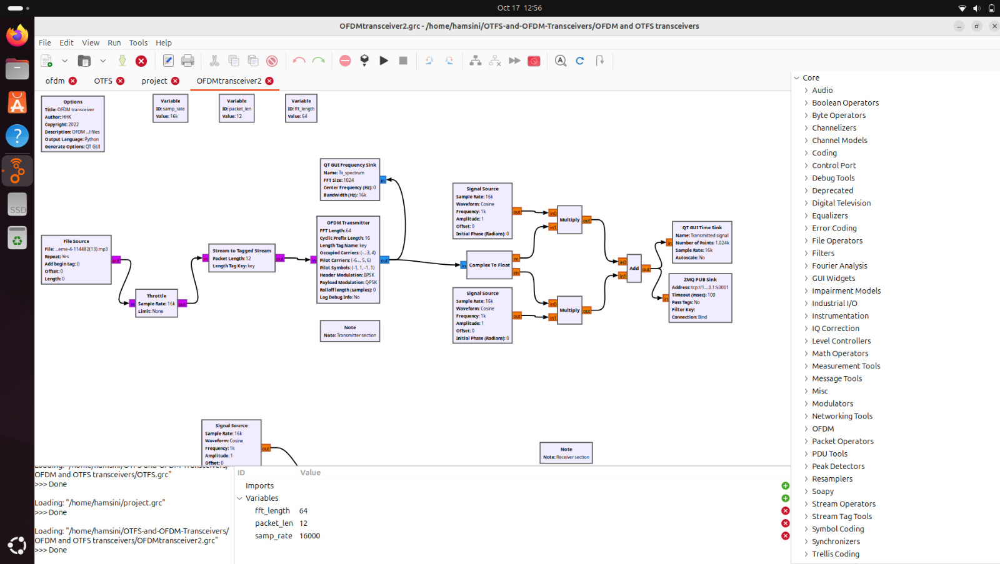 Oct 17 12:56
OFDMtransceiver2.grc - /home/hamsini/OTFS-and-OFDM-Transceivers/OFDM and OTFS transceivers
File Edit View Run Tools Help
ofdm
OTFS
project
OFDMtransceiver2
Options
Title: OFDM transceiver
Author: HHK
Copyright: 2022
Description: OFDM ...l files
Output Language: Python
Generate Options: QT GUI
Variable
ID: samp_rate
Value: 16k
Variable
ID: packet_len
Value: 12
Variable
ID: fft_length
Value: 64
QT GUI Frequency Sink
Name: Tx_spectrum
FFT Size: 1024
Center Frequency (Hz): 0
Bandwidth (Hz): 16k
in
File Source
File: ...eme-4-114482(13).mp3
Repeat: Yes
Add begin tag: ()
Offset: 0
Length: 0
out
in
Throttle
Sample Rate: 16k
Limit: None
out
in
Stream to Tagged Stream
Packet Length: 12
Length Tag Key: key
out
in
OFDM Transmitter
FFT Length: 64
Cyclic Prefix Length: 16
Length Tag Name: key
Occupied Carriers: (-...3, 4)
Pilot Carriers: (-6..., 5, 6)
Pilot Symbols: (-1, 1, -1, 1)
Header Modulation: BPSK
Payload Modulation: QPSK
Rolloff length (samples): 0
Log Debug Info: No
out
Note
Note: Transmitter section
Signal Source
Sample Rate: 16k
Waveform: Cosine
Frequency: 1k
Amplitude: 1
Offset: 0
Initial Phase (Radians): 0
out
in0
in1
Multiply
out
in
Complex To Float
re
im
Signal Source
Sample Rate: 16k
Waveform: Cosine
Frequency: 1k
Amplitude: 1
Offset: 0
Initial Phase (Radians): 0
out
in0
in1
Multiply
out
in0
in1
Add
out
in
QT GUI Time Sink
Name: Transmitted signal
Number of Points: 1.024k
Sample Rate: 16k
Autoscale: No
in
ZMQ PUB Sink
Address: tcp://1....0.1:50001
Timeout (msec): 100
Pass Tags: No
Filter Key:
Connection: Bind
Signal Source
Sample Rate: 16k
Waveform: Cosine
Frequency: 1k
Amplitude: 1
Offset: 0
out
Note
Note: Receiver section
Core
Audio
Boolean Operators
Byte Operators
Channelizers
Channel Models
Coding
Control Port
Debug Tools
Deprecated
Digital Television
Equalizers
Error Coding
File Operators
Filters
Fourier Analysis
GUI Widgets
Impairment Models
Industrial I/O
Instrumentation
IQ Correction
Level Controllers
Math Operators
Measurement Tools
Message Tools
Misc
Modulators
Networking Tools
OFDM
Packet Operators
PDU Tools
Peak Detectors
Resamplers
Soapy
Stream Operators
Stream Tag Tools
Symbol Coding
Synchronizers
Trellis Coding
Loading: "/home/hamsini/OTFS-and-OFDM-Transceivers/
OFDM and OTFS transceivers/OTFS.grc"
>>> Done
Loading: "/home/hamsini/project.grc"
>>> Done
Loading: "/home/hamsini/OTFS-and-OFDM-Transceivers/
OFDM and OTFS transceivers/OFDMtransceiver2.grc"
>>> Done
ID Value
Imports
Variables
fft_length 64
packet_len 12
samp_rate 16000
SSD